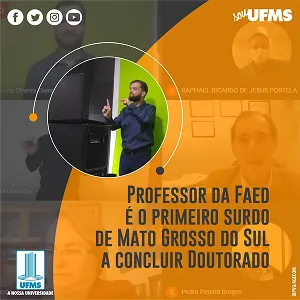 sou UFMS
RAPHAEL RICARDO DE JESUS PORTELA
PROFESSOR DA FAED
É O PRIMEIRO SURDO
DE MATO GROSSO DO SUL
A CONCLUIR DOUTORADO
Pedro Pereira Borges
UFMS
A NOSSA UNIVERSIDADE